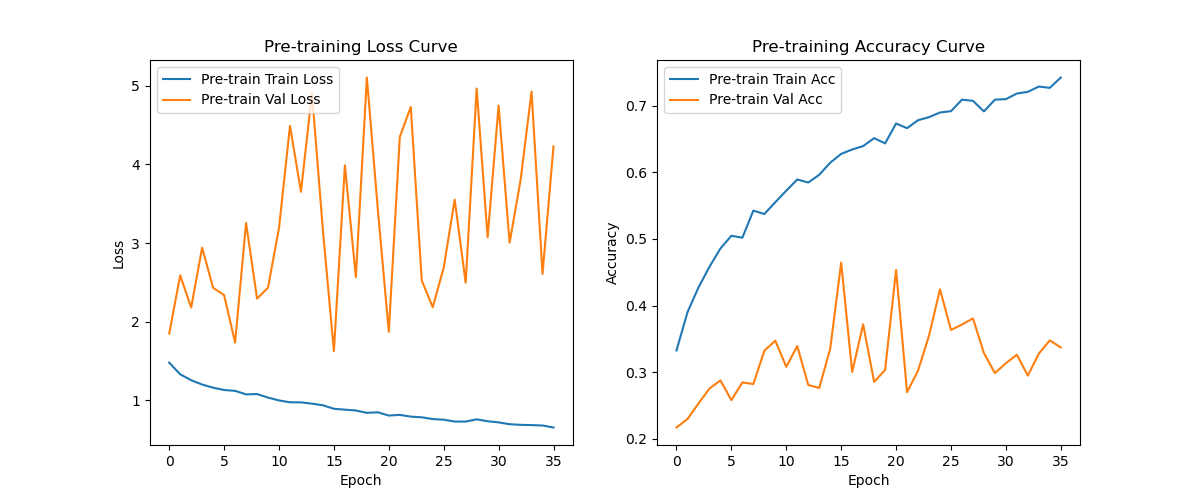 Pre-training Loss Curve
Pre-train Train Loss
Pre-train Val Loss
5
4
3
2
1
Loss
0
5
10
15
20
25
30
35
Epoch
Pre-training Accuracy Curve
Pre-train Train Acc
Pre-train Val Acc
0.7
0.6
0.5
0.4
0.3
0.2
Accuracy
0
5
10
15
20
25
30
35
Epoch